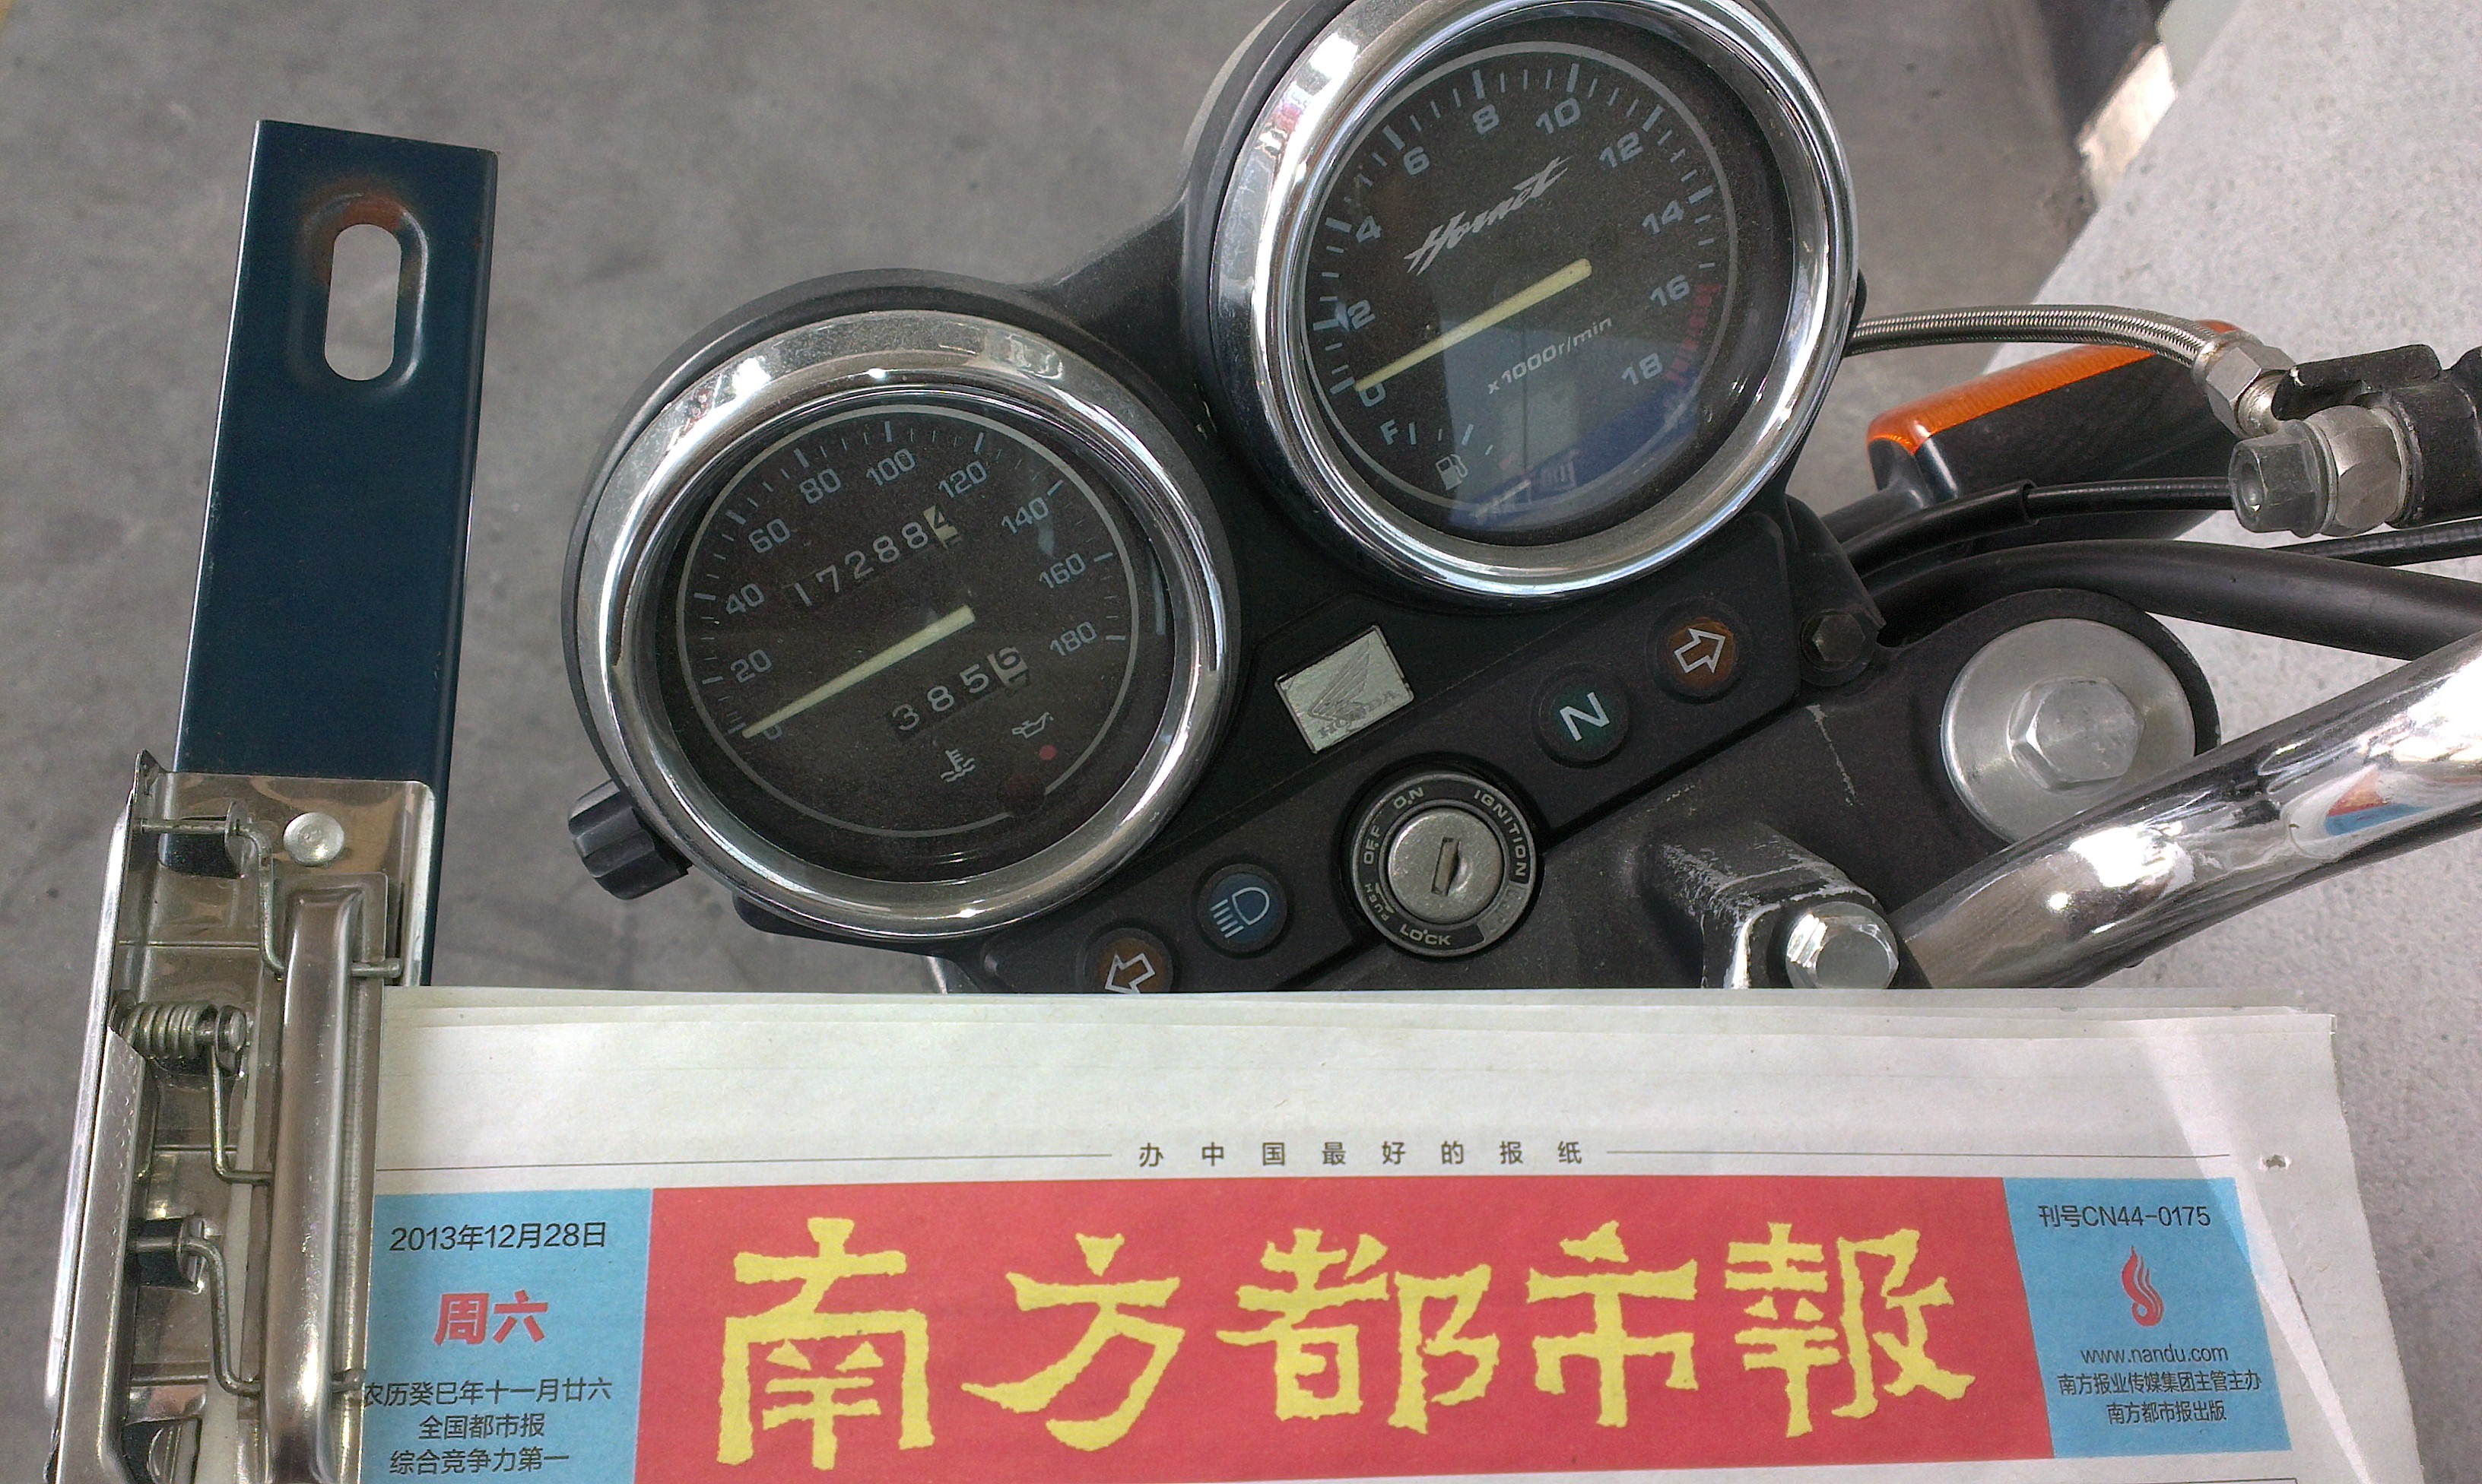 0
2
4
6
8
10
12
14
16
18
Hornet
x1000r/min
F
0
20
40
60
80
100
120
140
160
180
172884
3856
HONDA
N
IGNITION
ON
OFF
PUSH
LOCK
办中国最好的报纸
2013年12月28日
周六
农历癸巳年十一月廿六
全国都市报
综合竞争力第一
南方都市報
刊号CN44-0175
www.nandu.com
南方报业传媒集团主管主办
南方都市报出版